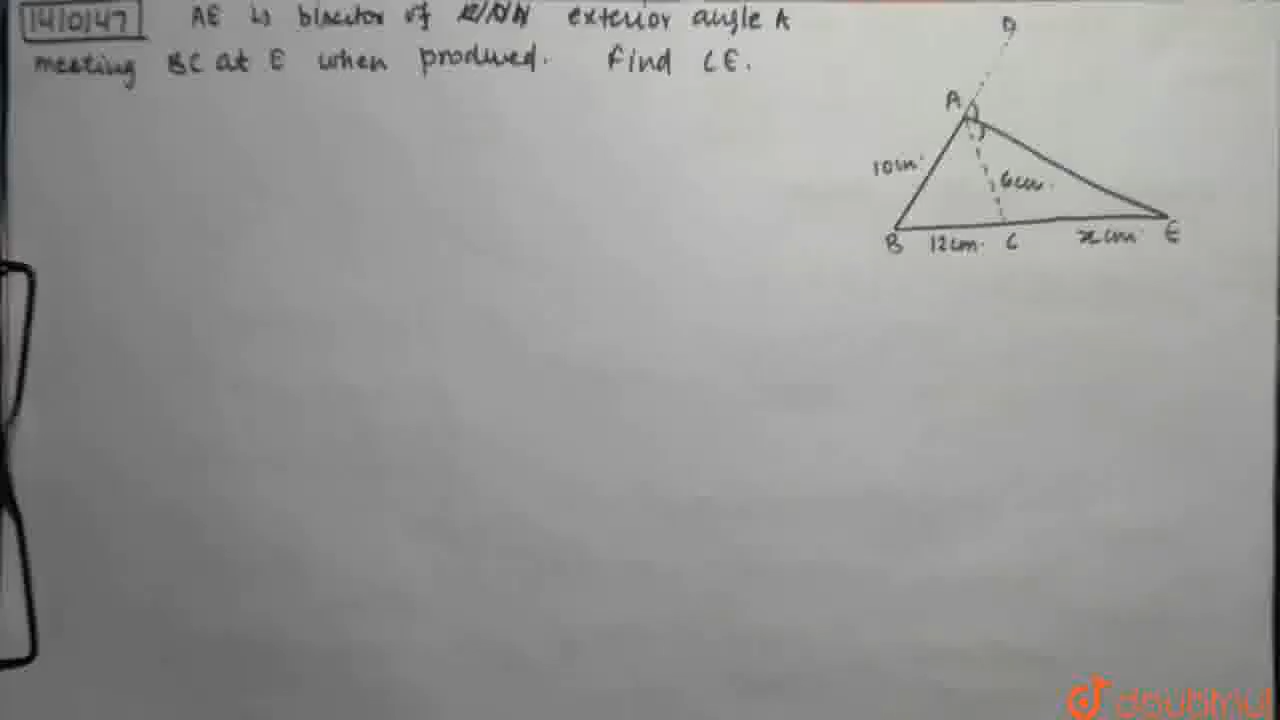 1410147 AE is bisector of exterior angle A
meeting BC at E when produced. Find CE.
D
A
10cm
6cm.
B 12cm. C xcm E
doubtnut